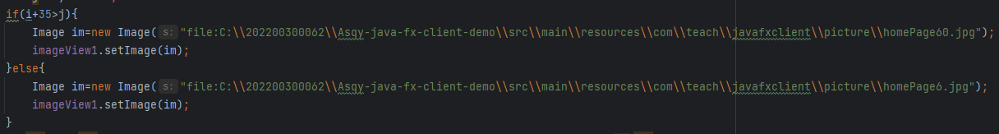 if(i+35>j){
Image im=new Image( s: "file:C:\\202200300062\\Asqy-java-fx-client-demo\\src\\main\\resources\\com\\teach\\javafxclient\\picture\\homePage60.jpg");
imageView1.setImage(im);
}else{
Image im=new Image( s: "file:C:\\202200300062\\Asqy-java-fx-client-demo\\src\\main\\resources\\com\\teach\\javafxclient\\picture\\homePage6.jpg");
imageView1.setImage(im);
}